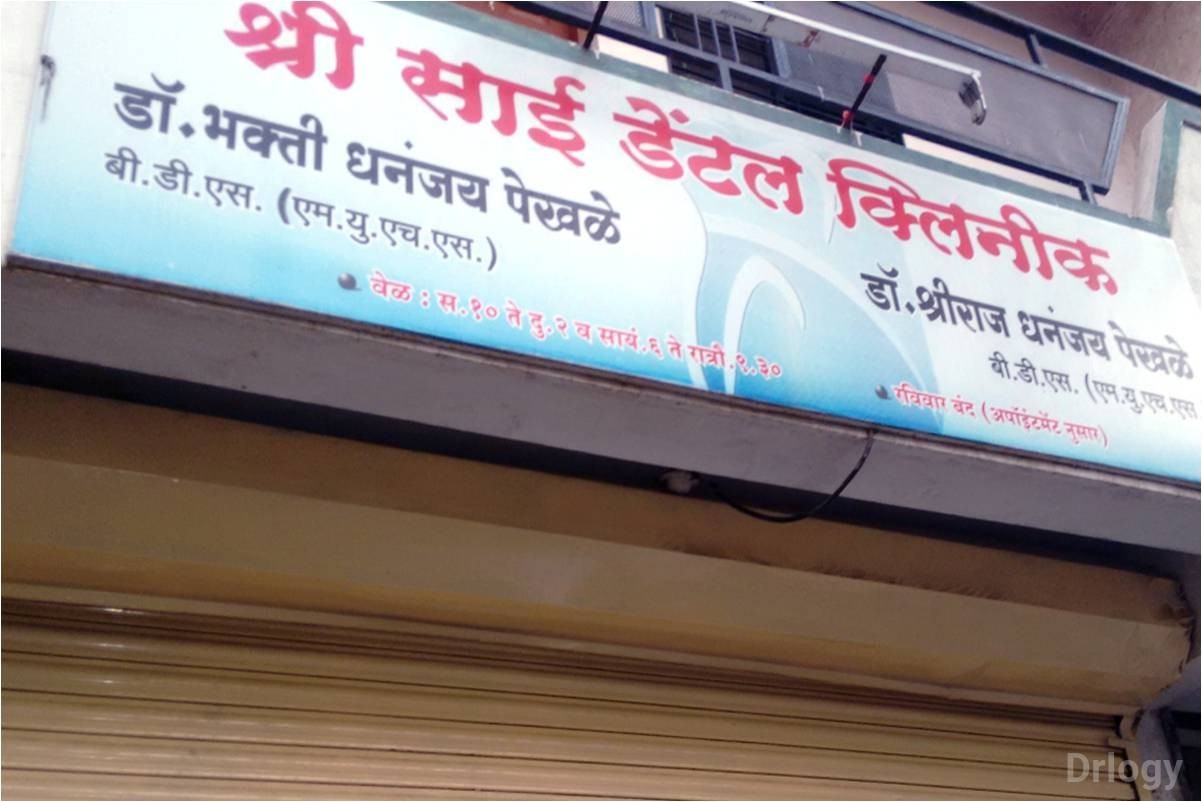 श्री साई डेंटल क्लिनीक
डॉ.भक्ती धनंजय पेखळे
बी.डी.एस. (एम.यु.एच.एस.)
वेळ : स.१० ते दु.२ व सायं.६ ते रात्रौ.९.३०
डॉ.श्रीराज धनंजय पेखळे
बी.डी.एस. (एम.यु.एच.एस
रविवार बंद (अपॉइंटमेंट नुसार)
Drlogy